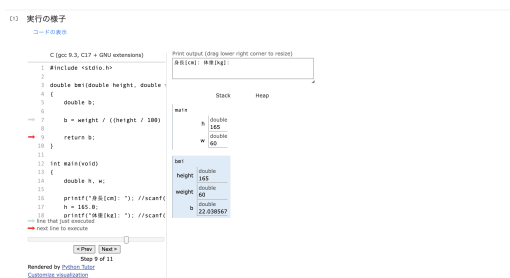 [1] 実行の様子
コードの表示
C (gcc 9.3, C17 + GNU extensions)
1 #include <stdio.h>
2
3 double bmi(double height, double
4 {
5 double b;
6
7 b = weight / ((height / 100)
8
9 return b;
10 }
11
12 int main(void)
13 {
14 double h, w;
15
16 printf("身長[cm]: "); //scanf(
17 h = 165.0;
18 printf("体重[kg]: "); //scanf(
line that just executed
next line to execute
< Prev Next >
Step 9 of 11
Rendered by Python Tutor
Customize visualization
Print output (drag lower right corner to resize)
身長[cm]: 体重[kg]:
Stack Heap
main
h double 165
w double 60
bmi
height double 165
weight double 60
b double 22.038567